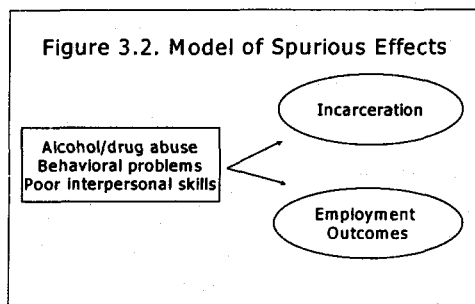 Figure 3.2. Model of Spurious Effects
Incarceration
Alcohol/drug abuse
Behavioral problems
Poor interpersonal skills
Employment
Outcomes